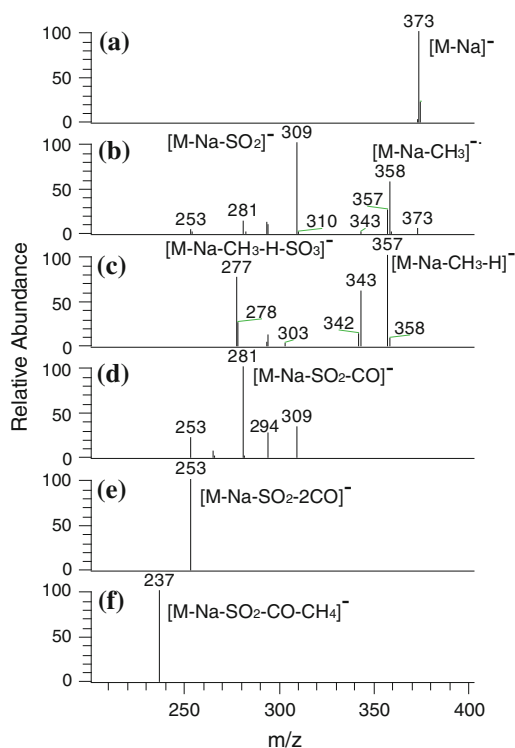 (a)
373
[M-Na]⁻
100
50
0
(b)
[M-Na-SO₂]⁻
309
[M-Na-CH₃]⁻·
358
357
373
343
310
281
253
100
50
0
(c)
[M-Na-CH₃-H-SO₃]⁻
277
278
303
342
343
357
[M-Na-CH₃-H]⁻
358
100
50
0
(d)
281
[M-Na-SO₂-CO]⁻
253
294
309
100
50
0
(e)
253
[M-Na-SO₂-2CO]⁻
100
50
0
(f)
237
[M-Na-SO₂-CO-CH₄]⁻
100
50
0
250
300
350
400
m/z
Relative Abundance